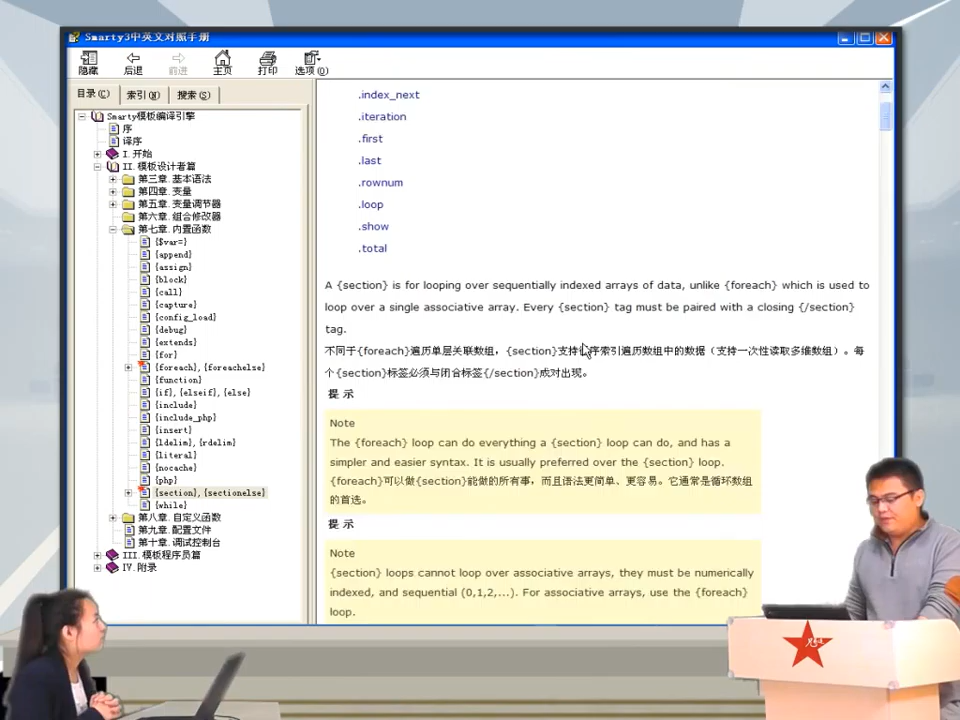 Smarty3中英文对照手册
隐藏
后退
前进
主页
打印
选项(O)
目录(C)
索引(N)
搜索(S)
Smarty模板编译引擎
序
译序
I.开始
II.模板设计者篇
第三章.基本语法
第四章.变量
第五章.变量调节器
第六章.组合修改器
第七章.内置函数
{$var=}
{append}
{assign}
{block}
{call}
{capture}
{config_load}
{debug}
{extends}
{for}
{foreach},{foreachelse}
{function}
{if},{elseif},{else}
{include}
{include_php}
{insert}
{ldelim},{rdelim}
{literal}
{nocache}
{php}
{section},{sectionelse}
{while}
第八章.自定义函数
第九章.配置文件
第十章.调试控制台
III.模板程序员篇
IV.附录
.index_next
.iteration
.first
.last
.rownum
.loop
.show
.total
A {section} is for looping over sequentially indexed arrays of data, unlike {foreach} which is used to
loop over a single associative array. Every {section} tag must be paired with a closing {/section}
tag.
不同于{foreach}遍历单层关联数组，{section}支持序索引遍历数组中的数据（支持一次性读取多维数组）。每
个{section}标签必须与闭合标签{/section}成对出现。
提示
Note
The {foreach} loop can do everything a {section} loop can do, and has a
simpler and easier syntax. It is usually preferred over the {section} loop.
{foreach}可以做{section}能做的所有事，而且语法更简单、更容易。它通常是循环数组
的首选。
提示
Note
{section} loops cannot loop over associative arrays, they must be numerically
indexed, and sequential (0,1,2,...). For associative arrays, use the {foreach}
loop.